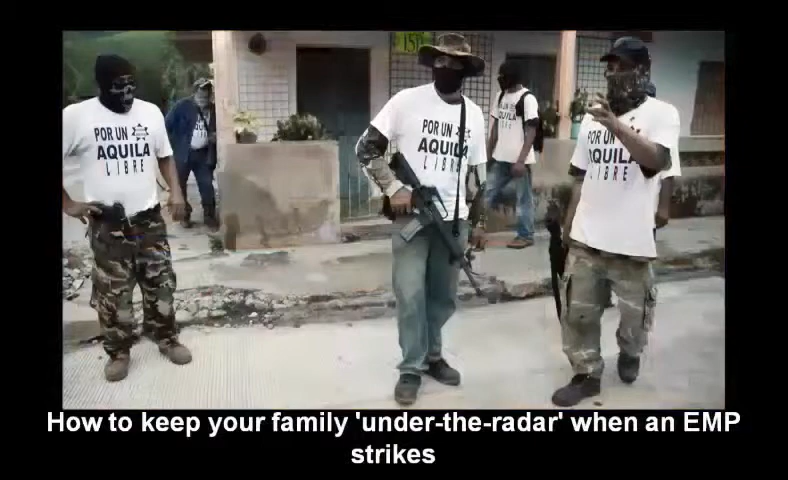 151
POR UN
AQUILA
LIBRE
POR UN
AQUILA
LIBRE
POR UN
AQUILA
LIBRE
How to keep your family 'under-the-radar' when an EMP
strikes